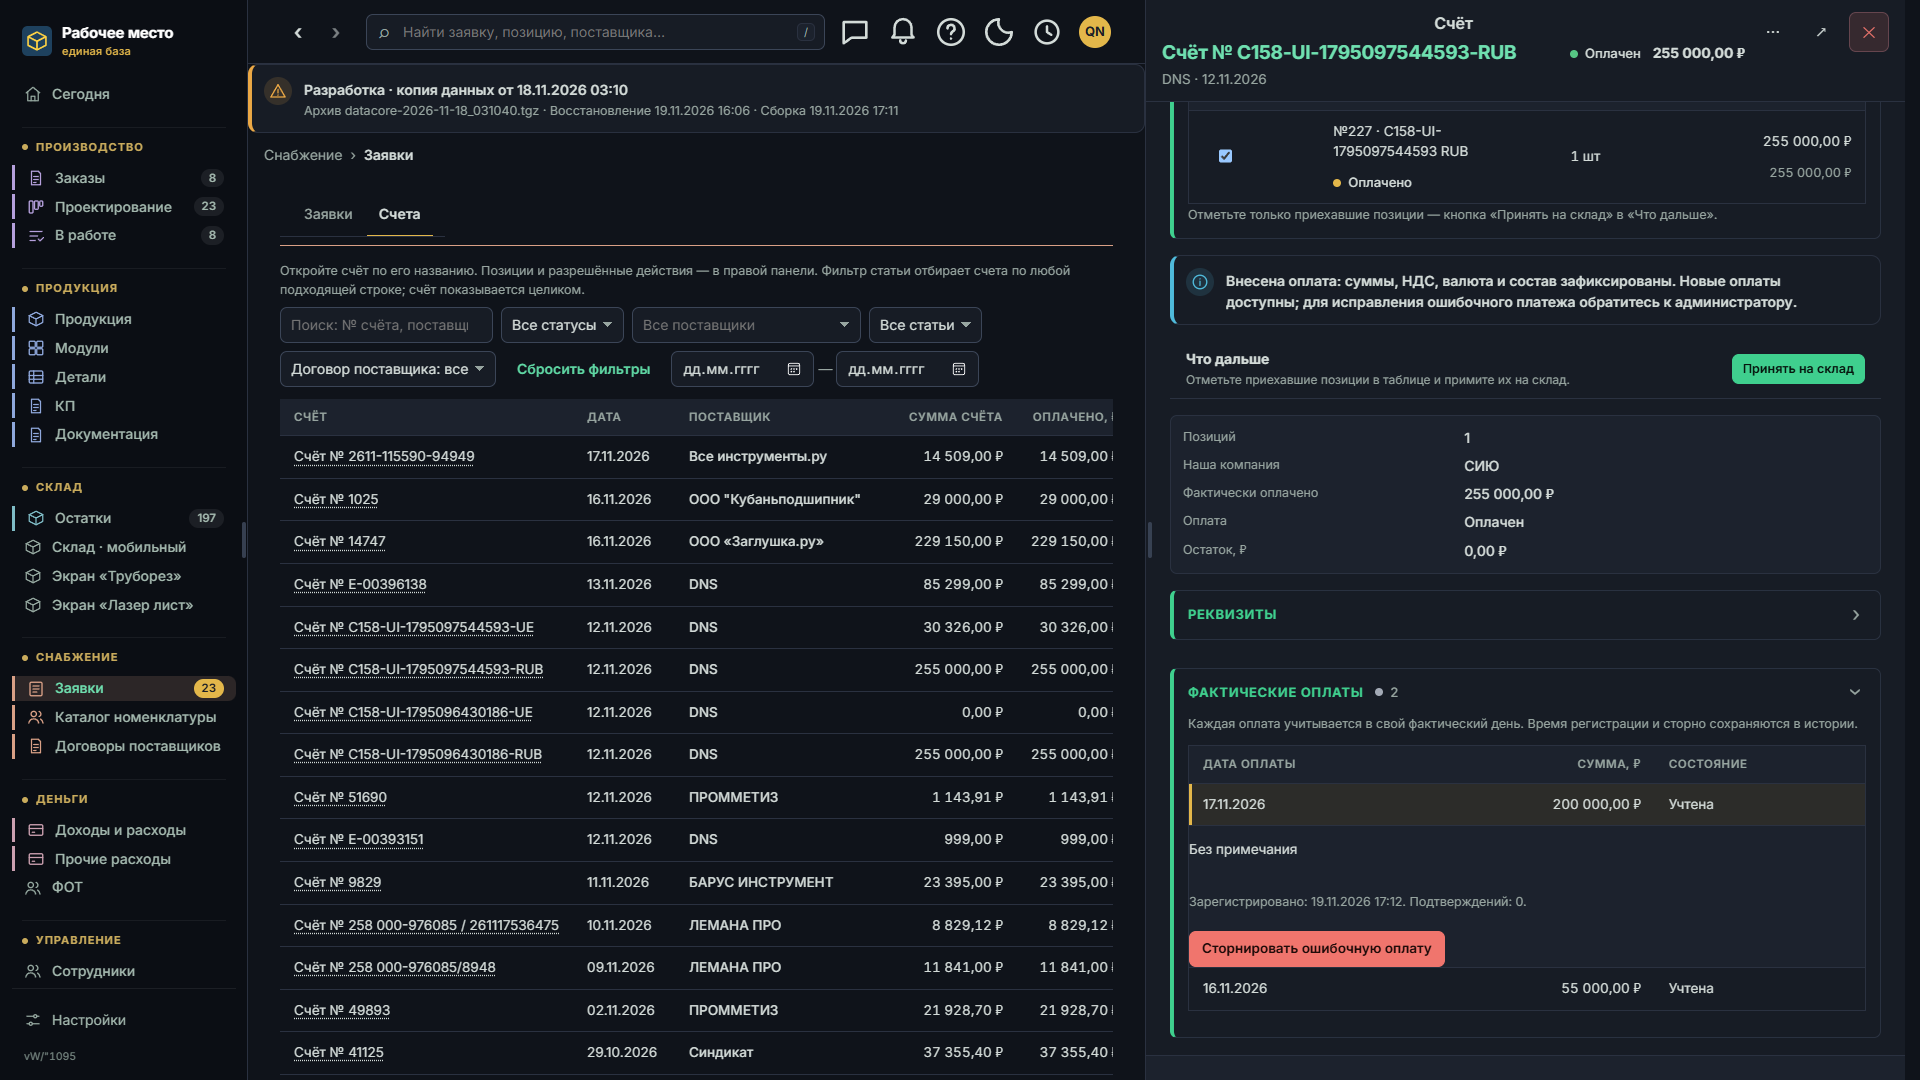 Рабочее место
единая база
Сегодня
ПРОИЗВОДСТВО
Заказы 8
Проектирование 23
В работе 8
ПРОДУКЦИЯ
Продукция
Модули
Детали
КП
Документация
СКЛАД
Остатки 197
Склад · мобильный
Экран «Труборез»
Экран «Лазер лист»
СНАБЖЕНИЕ
Заявки 23
Каталог номенклатуры
Договоры поставщиков
ДЕНЬГИ
Доходы и расходы
Прочие расходы
ФОТ
УПРАВЛЕНИЕ
Сотрудники
Настройки
vW/"1095
Найти заявку, позицию, поставщика... /
QN
Разработка · копия данных от 18.11.2026 03:10
Архив datacore-2026-11-18_031040.tgz · Восстановление 19.11.2026 16:06 · Сборка 19.11.2026 17:11
Снабжение › Заявки
Заявки Счета
Откройте счёт по его названию. Позиции и разрешённые действия — в правой панели. Фильтр статьи отбирает счета по любой
подходящей строке; счёт показывается целиком.
Поиск: № счёта, поставщи Все статусы Все поставщики Все статьи
Договор поставщика: все Сбросить фильтры дд.мм.гггг — дд.мм.гггг
СЧЁТ ДАТА ПОСТАВЩИК СУММА СЧЁТА ОПЛАЧЕНО,
Счёт № 2611-115590-94949 17.11.2026 Все инструменты.ру 14 509,00 ₽ 14 509,00
Счёт № 1025 16.11.2026 ООО "Кубаньподшипник" 29 000,00 ₽ 29 000,00
Счёт № 14747 16.11.2026 ООО «Заглушка.ру» 229 150,00 ₽ 229 150,00
Счёт № E-00396138 13.11.2026 DNS 85 299,00 ₽ 85 299,00
Счёт № C158-UI-1795097544593-UE 12.11.2026 DNS 30 326,00 ₽ 30 326,00
Счёт № C158-UI-1795097544593-RUB 12.11.2026 DNS 255 000,00 ₽ 255 000,00
Счёт № C158-UI-1795096430186-UE 12.11.2026 DNS 0,00 ₽ 0,00
Счёт № C158-UI-1795096430186-RUB 12.11.2026 DNS 255 000,00 ₽ 255 000,00
Счёт № 51690 12.11.2026 ПРОММЕТИЗ 1 143,91 ₽ 1 143,91
Счёт № E-00393151 12.11.2026 DNS 999,00 ₽ 999,00
Счёт № 9829 11.11.2026 БАРУС ИНСТРУМЕНТ 23 395,00 ₽ 23 395,00
Счёт № 258 000-976085 / 261117536475 10.11.2026 ЛЕМАНА ПРО 8 829,12 ₽ 8 829,12
Счёт № 258 000-976085/8948 09.11.2026 ЛЕМАНА ПРО 11 841,00 ₽ 11 841,00
Счёт № 49893 02.11.2026 ПРОММЕТИЗ 21 928,70 ₽ 21 928,70
Счёт № 41125 29.10.2026 Синдикат 37 355,40 ₽ 37 355,40
Счёт
Счёт № C158-UI-1795097544593-RUB Оплачен 255 000,00 ₽
DNS · 12.11.2026
№227 · C158-UI-
1795097544593 RUB
Оплачено
1 шт
255 000,00 ₽
255 000,00 ₽
Отметьте только приехавшие позиции — кнопка «Принять на склад» в «Что дальше».
Внесена оплата: суммы, НДС, валюта и состав зафиксированы. Новые оплаты
доступны; для исправления ошибочного платежа обратитесь к администратору.
Что дальше
Отметьте приехавшие позиции в таблице и примите их на склад.
Принять на склад
Позиций 1
Наша компания СИЮ
Фактически оплачено 255 000,00 ₽
Оплата Оплачен
Остаток, ₽ 0,00 ₽
РЕКВИЗИТЫ
ФАКТИЧЕСКИЕ ОПЛАТЫ 2
Каждая оплата учитывается в свой фактический день. Время регистрации и сторно сохраняются в истории.
ДАТА ОПЛАТЫ СУММА, ₽ СОСТОЯНИЕ
17.11.2026 200 000,00 ₽ Учтена
Без примечания
Зарегистрировано: 19.11.2026 17:12. Подтверждений: 0.
Сторнировать ошибочную оплату
16.11.2026 55 000,00 ₽ Учтена